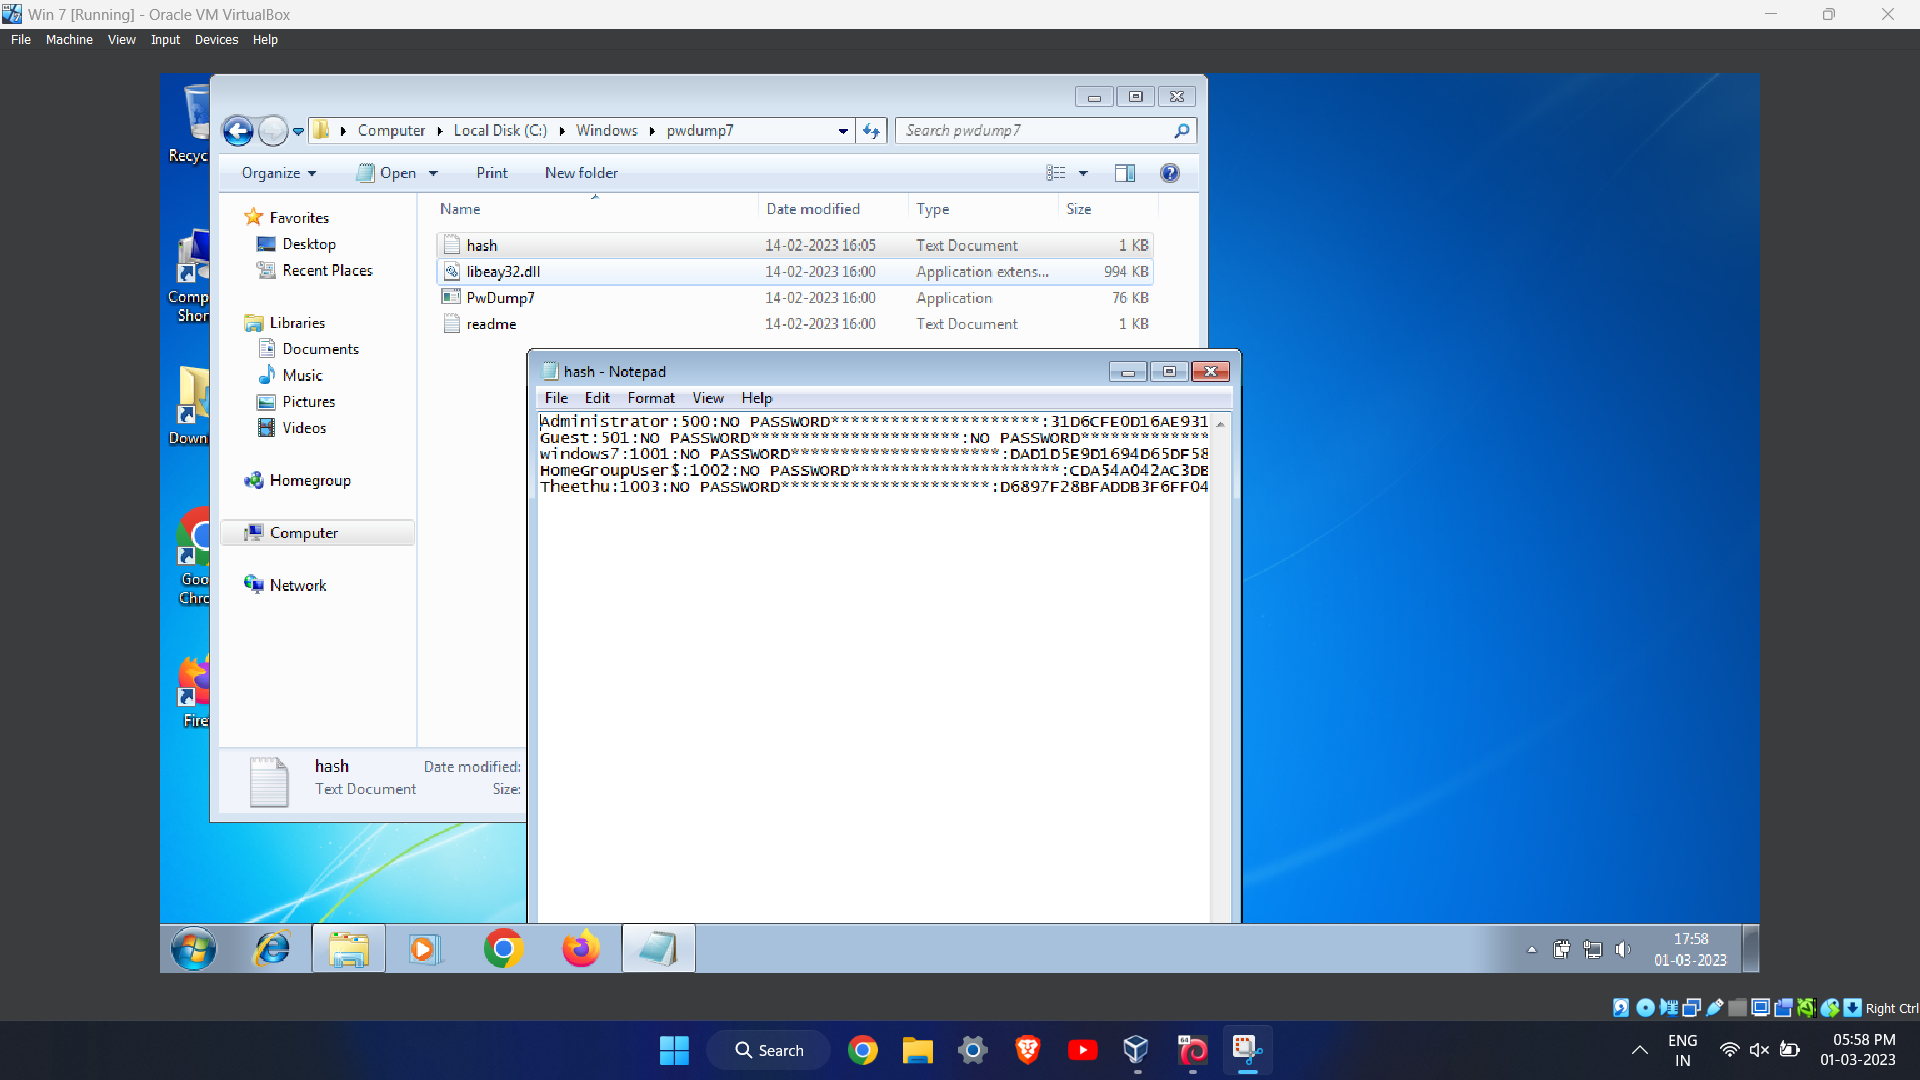 Win 7 [Running] - Oracle VM VirtualBox
File Machine View Input Devices Help
Computer Local Disk (C:) Windows pwdump7
Search pwdump7
Organize Open Print New folder
Name Date modified Type Size
hash 14-02-2023 16:05 Text Document 1 KB
libeay32.dll 14-02-2023 16:00 Application extens... 994 KB
PwDump7 14-02-2023 16:00 Application 76 KB
readme 14-02-2023 16:00 Text Document 1 KB
Favorites
Desktop
Recent Places
Libraries
Documents
Music
Pictures
Videos
Homegroup
Computer
Network
Recyc
Comp
Shor
Down
Goo
Chro
Firef
hash Date modified:
Text Document Size:
hash - Notepad
File Edit Format View Help
Administrator:500:NO PASSWORD*********************:31D6CFE0D16AE931
Guest:501:NO PASSWORD*********************:NO PASSWORD*************
windows7:1001:NO PASSWORD*********************:DAD1D5E9D1694D65DF58
HomeGroupUser$:1002:NO PASSWORD*********************:CDA54A042AC3DB
Theethu:1003:NO PASSWORD*********************:D6897F28BFADDB3F6FF04
17:58
01-03-2023
Right Ctrl
Search
64
ENG
IN
05:58 PM
01-03-2023